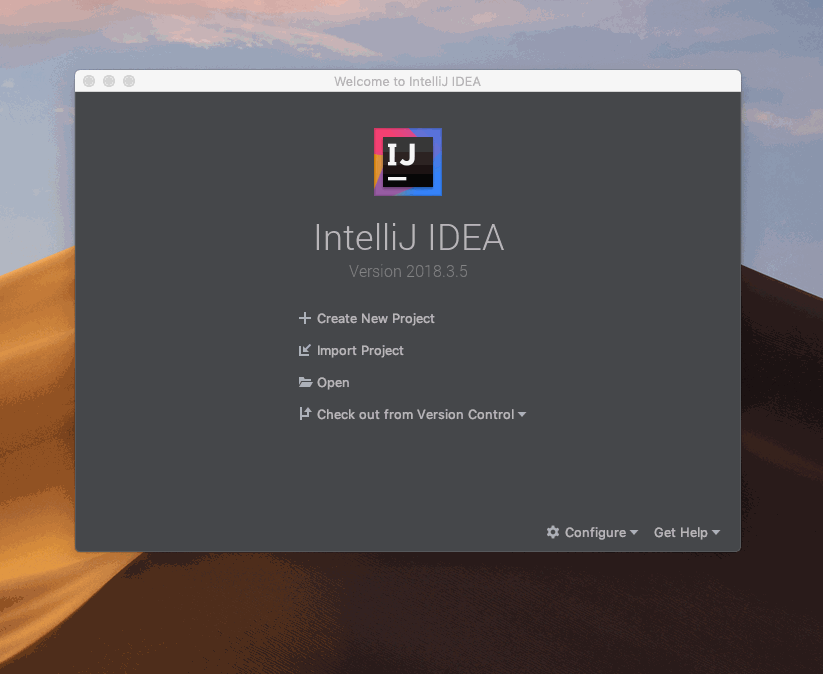 Welcome to IntelliJ IDEA
IJ
IntelliJ IDEA
Version 2018.3.5
Create New Project
Import Project
Open
Check out from Version Control
Configure Get Help